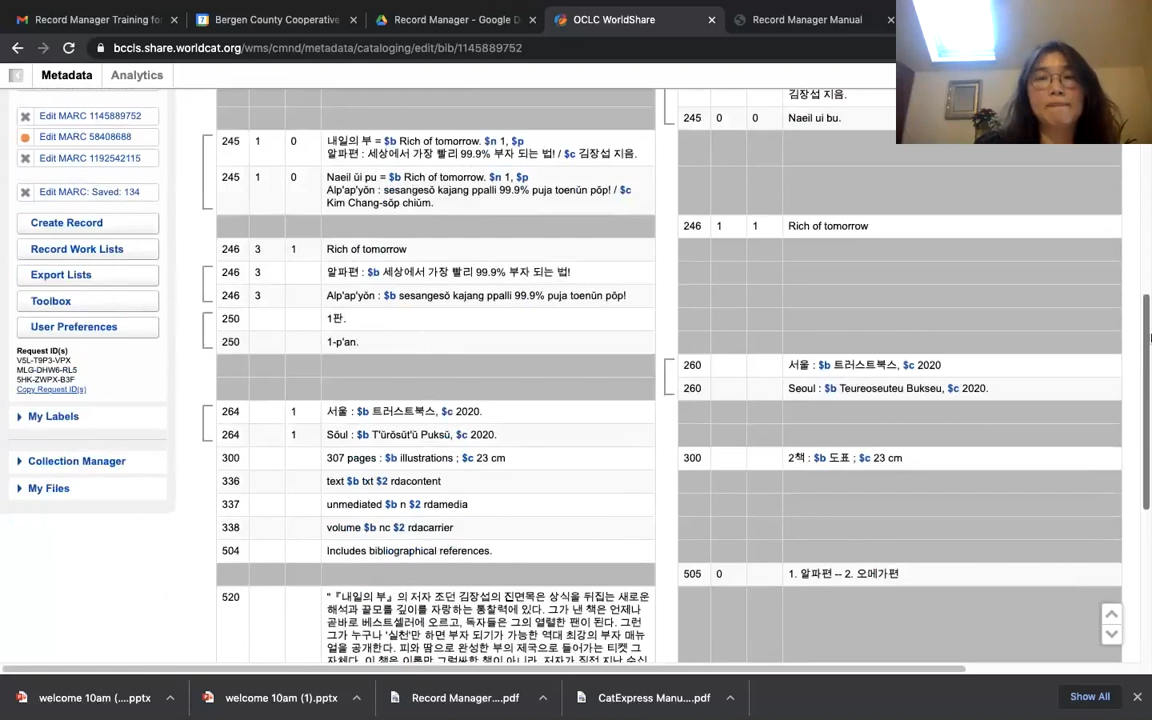 Record Manager Training fo
Bergen County Cooperative
Record Manager - Google D
OCLC WorldShare
Record Manager Manual
bccls.share.worldcat.org/wms/cmnd/metadata/cataloging/edit/bib/1145889752
Metadata
Analytics
Edit MARC 1145889752
Edit MARC 58408688
Edit MARC 1192542115
Edit MARC: Saved: 134
Create Record
Record Work Lists
Export Lists
Toolbox
User Preferences
Request ID(s)
V5L-T9P3-VPX
MLG-DHW6-RL5
5HK-ZWPX-B3F
Copy Request ID(s)
My Labels
Collection Manager
My Files
245 1 0 내일의 부 = $b Rich of tomorrow. $n 1, $p
알파편 : 세상에서 가장 빨리 99.9% 부자 되는 법! / $c 김장섭 지음.
245 1 0 Naeil ŭi pu = $b Rich of tomorrow. $n 1, $p
Alp'ap'yŏn : sesangesŏ kajang ppalli 99.9% puja toenŭn pŏp! / $c
Kim Chang-sŏp chiŭm.
246 3 1 Rich of tomorrow
246 3 알파편 : $b 세상에서 가장 빨리 99.9% 부자 되는 법!
246 3 Alp'ap'yŏn : $b sesangesŏ kajang ppalli 99.9% puja toenŭn pŏp!
250 1판.
250 1-p'an.
264 1 서울 : $b 트러스트북스, $c 2020.
264 1 Sŏul : $b T'ŭrŏsŭt'ŭ Puksŭ, $c 2020.
300 307 pages : $b illustrations ; $c 23 cm
336 text $b txt $2 rdacontent
337 unmediated $b n $2 rdamedia
338 volume $b nc $2 rdacarrier
504 Includes bibliographical references.
520 "『내일의 부』의 저자 조던 김장섭의 진면목은 상식을 뒤집는 새로운
해석과 끝모를 깊이를 자랑하는 통찰력에 있다. 그가 낸 책은 언제나
곧바로 베스트셀러에 오르고, 독자들은 그의 열렬한 팬이 된다. 그런
그가 누구나 '실천'만 하면 부자 되기가 가능한 역대 최강의 부자 매뉴
얼을 공개한다. 피와 땀으로 완성한 부의 제국으로 들어가는 티켓 그
김장섭 지음.
245 0 0 Naeil ui bu.
246 1 1 Rich of tomorrow
260 서울 : $b 트러스트북스, $c 2020
260 Seoul : $b Teureoseuteu Bukseu, $c 2020.
300 2책 : $b 도표 ; $c 23 cm
505 0 1. 알파편 -- 2. 오메가편
welcome 10am (....pptx
welcome 10am (1).pptx
Record Manager....pdf
CatExpress Manu....pdf
Show All